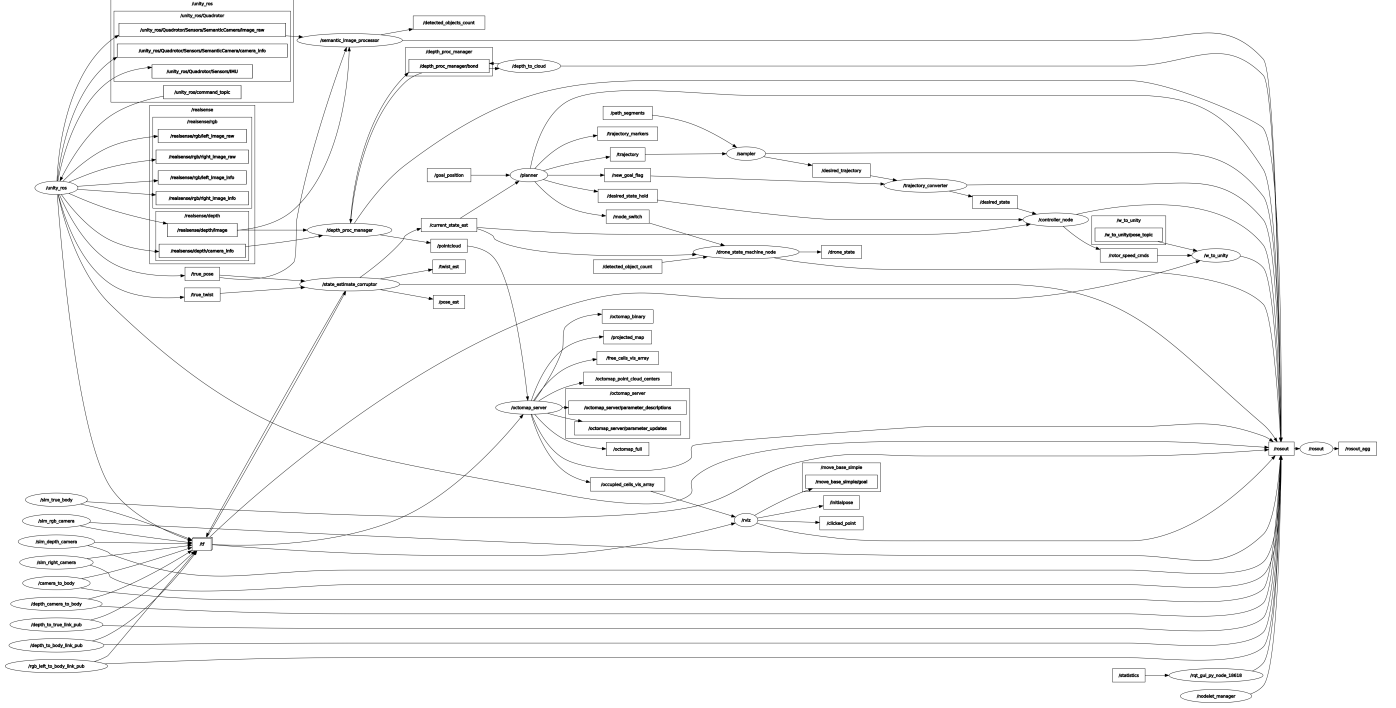 /unity_ros
/unity_ros/Quadrotor
/unity_ros/Quadrotor/Sensors/SemanticCamera/image_raw
/unity_ros/Quadrotor/Sensors/SemanticCamera/camera_info
/unity_ros/Quadrotor/Sensors/IMU
/unity_ros/command_topic
/realsense
/realsense/rgb
/realsense/rgb/left_image_raw
/realsense/rgb/right_image_raw
/realsense/rgb/left_image_info
/realsense/rgb/right_image_info
/realsense/depth
/realsense/depth/image
/realsense/depth/camera_info
/unity_ros
/true_pose
/true_twist
/semantic_image_processor
/detected_objects_count
/depth_proc_manager
/depth_proc_manager/bond
/depth_to_cloud
/depth_proc_manager
/state_estimate_corruptor
/goal_position
/current_state_est
/pointcloud
/twist_est
/pose_est
/planner
/path_segments
/trajectory_markers
/trajectory
/new_goal_flag
/desired_state_hold
/mode_switch
/detected_object_count
/sampler
/desired_trajectory
/trajectory_converter
/desired_state
/controller_node
/drone_state_machine_node
/drone_state
/w_to_unity
/w_to_unity/pose_topic
/rotor_speed_cmds
/w_to_unity
/octomap_server
/octomap_binary
/projected_map
/free_cells_vis_array
/octomap_point_cloud_centers
/octomap_server
/octomap_server/parameter_descriptions
/octomap_server/parameter_updates
/octomap_full
/occupied_cells_vis_array
/rviz
/move_base_simple
/move_base_simple/goal
/initialpose
/clicked_point
/rosout
/rosout
/rosout_agg
/sim_true_body
/sim_rgb_camera
/sim_depth_camera
/sim_right_camera
/camera_to_body
/depth_camera_to_body
/depth_to_true_link_pub
/depth_to_body_link_pub
/rgb_left_to_body_link_pub
/tf
/statistics
/rqt_gui_py_node_18618
/nodelet_manager